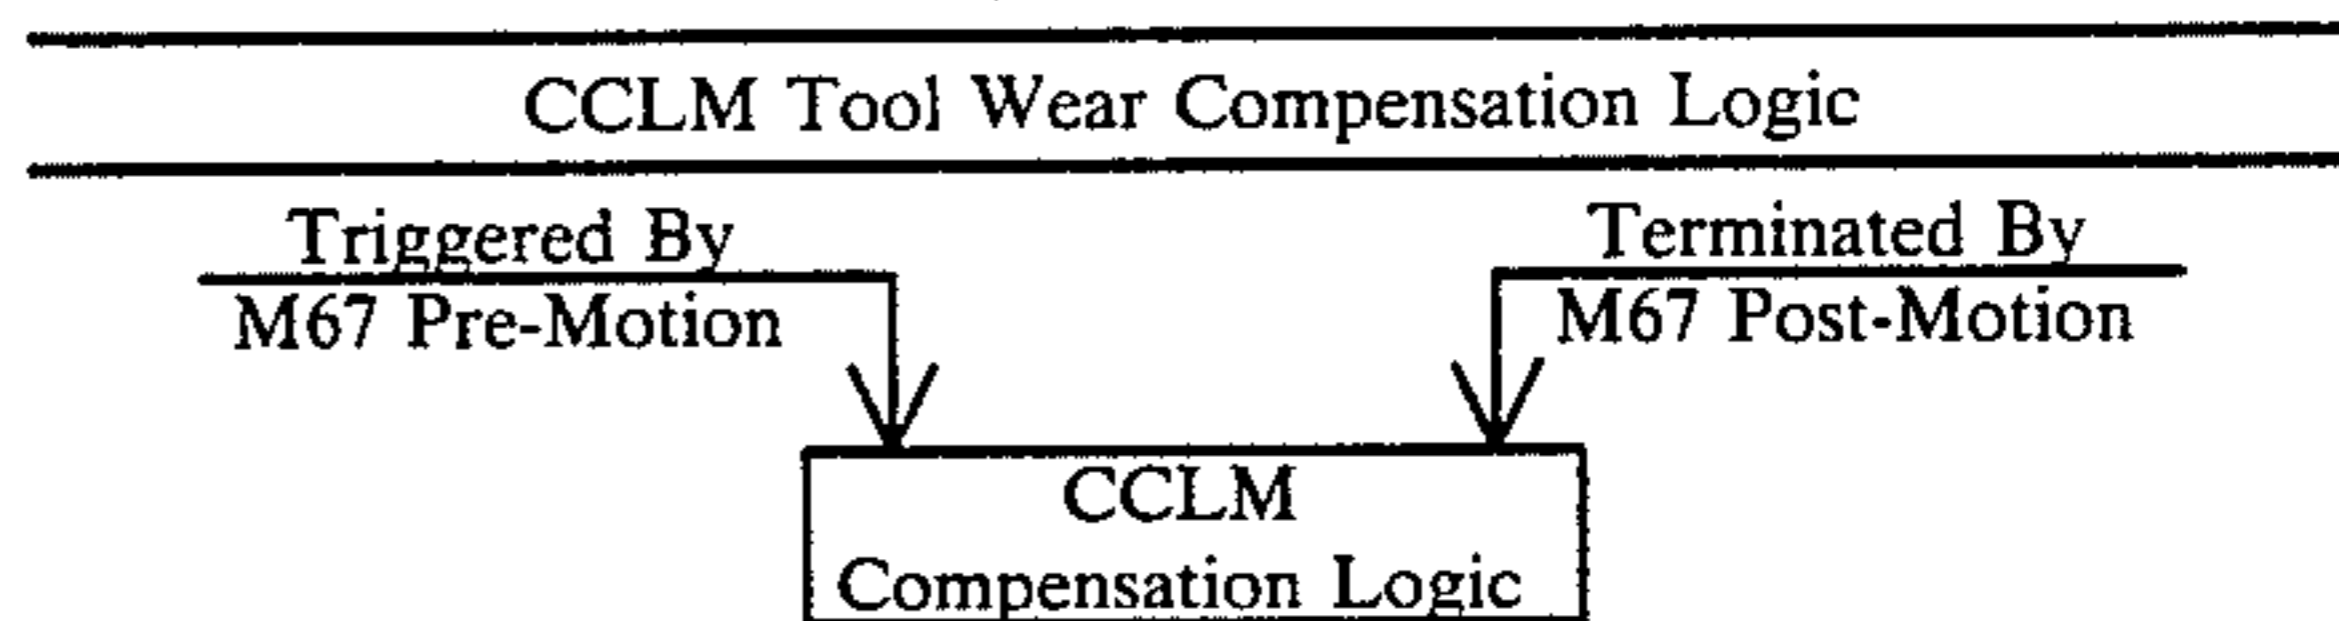 CCLM Tool Wear Compensation Logic
Triggered By
M67 Pre-Motion
Terminated By
M67 Post-Motion
CCLM
Compensation Logic